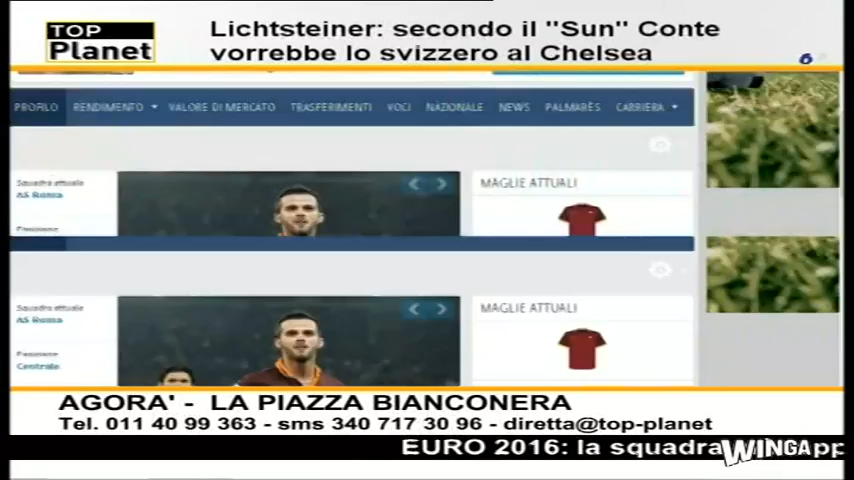 TOP
Planet
Lichtsteiner: secondo il "Sun" Conte
vorrebbe lo svizzero al Chelsea
6
PROFILO RENDIMENTO VALORE DI MERCATO TRASFERIMENTI VOCI NAZIONALE NEWS PALMARÈS CARRIERA
Squadra attuale
AS Roma
Posizione
MAGLIE ATTUALI
Squadra attuale
AS Roma
Posizione
Centrale
MAGLIE ATTUALI
AGORA' - LA PIAZZA BIANCONERA
Tel. 011 40 99 363 - sms 340 717 30 96 - diretta@top-planet
EURO 2016: la squadra
WINGA